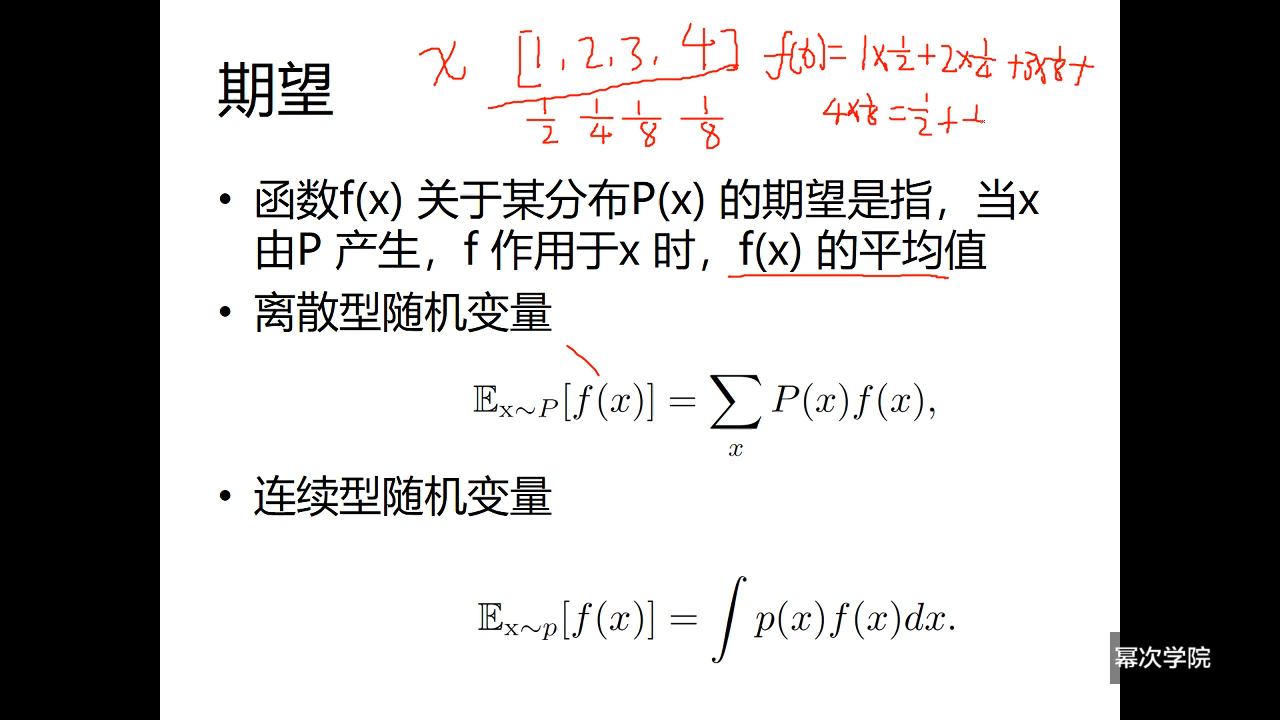 期望
x [1, 2, 3, 4] f(x) = 1×1/2 + 2×1/4 + 3×1/8 +
1/2 1/4 1/8 1/8 4×1/8 = 1/2 +
• 函数f(x) 关于某分布P(x) 的期望是指，当x
由P 产生，f 作用于x 时，f(x) 的平均值
• 离散型随机变量
𝔼x∼P[f(x)] = ∑x P(x)f(x),
• 连续型随机变量
𝔼x∼p[f(x)] = ∫ p(x)f(x)dx.
幂次学院